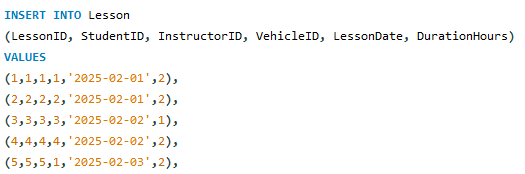 INSERT INTO Lesson
(LessonID, StudentID, InstructorID, VehicleID, LessonDate, DurationHours)
VALUES
(1,1,1,1,'2025-02-01',2),
(2,2,2,2,'2025-02-01',2),
(3,3,3,3,'2025-02-02',1),
(4,4,4,4,'2025-02-02',2),
(5,5,5,1,'2025-02-03',2),